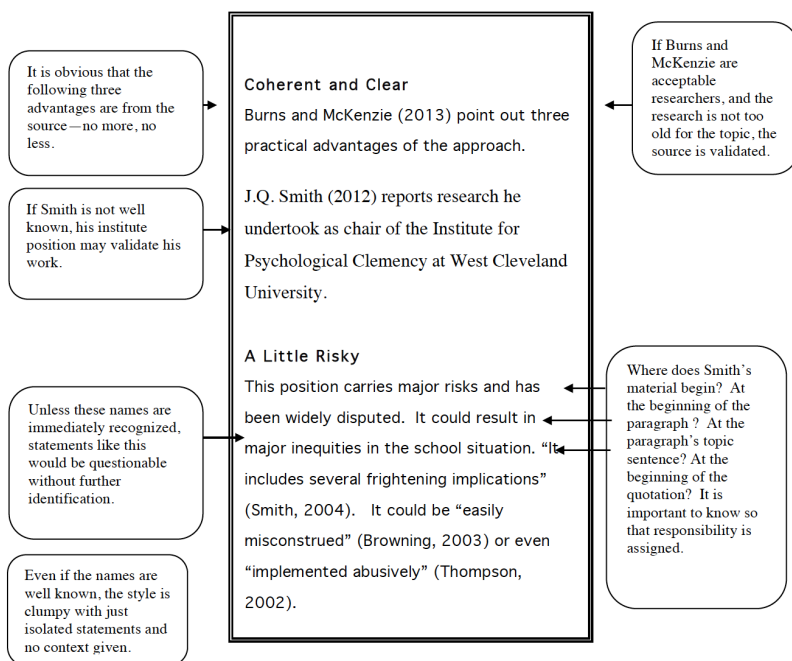 It is obvious that the
following three
advantages are from the
source—no more, no
less.
If Smith is not well
known, his institute
position may validate his
work.
Unless these names are
immediately recognized,
statements like this
would be questionable
without further
identification.
Even if the names are
well known, the style is
clumpy with just
isolated statements and
no context given.
Coherent and Clear
Burns and McKenzie (2013) point out three
practical advantages of the approach.
J.Q. Smith (2012) reports research he
undertook as chair of the Institute for
Psychological Clemency at West Cleveland
University.
A Little Risky
This position carries major risks and has
been widely disputed.  It could result in
major inequities in the school situation. “It
includes several frightening implications”
(Smith, 2004).   It could be “easily
misconstrued” (Browning, 2003) or even
“implemented abusively” (Thompson,
2002).
If Burns and
McKenzie are
acceptable
researchers, and the
research is not too
old for the topic, the
source is validated.
Where does Smith’s
material begin?  At
the beginning of the
paragraph ?  At the
paragraph’s topic
sentence? At the
beginning of the
quotation?  It is
important to know so
that responsibility is
assigned.